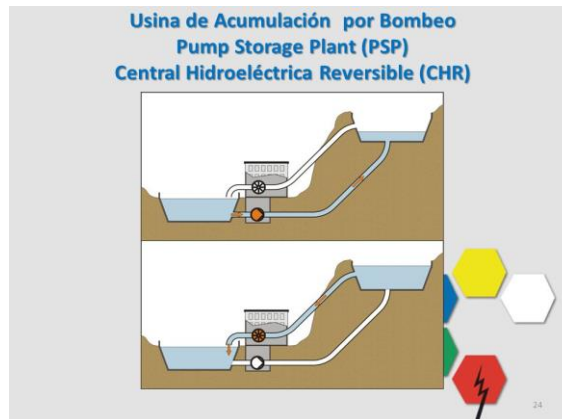 Usina de Acumulación por Bombeo
Pump Storage Plant (PSP)
Central Hidroeléctrica Reversible (CHR)
24